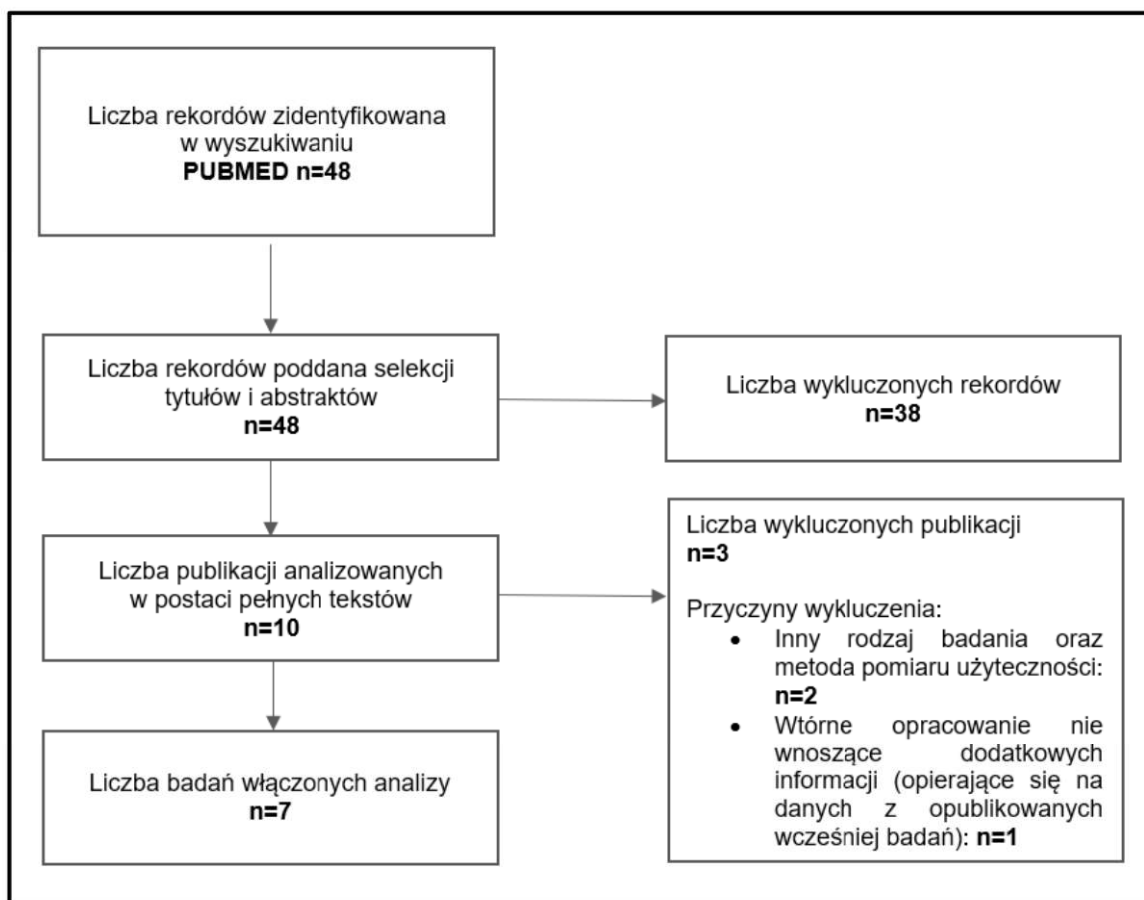 Liczba rekordów zidentyfikowana
w wyszukiwaniu
PUBMED n=48
Liczba rekordów poddana selekcji
tytułów i abstraktów
n=48
Liczba wykluczonych rekordów
n=38
Liczba publikacji analizowanych
w postaci pełnych tekstów
n=10
Liczba wykluczonych publikacji
n=3
Przyczyny wykluczenia:
• Inny rodzaj badania oraz
metoda pomiaru użyteczności:
n=2
• Wtórne opracowanie nie
wnoszące dodatkowych
informacji (opierające się na
danych z opublikowanych
wcześniej badań): n=1
Liczba badań włączonych analizy
n=7